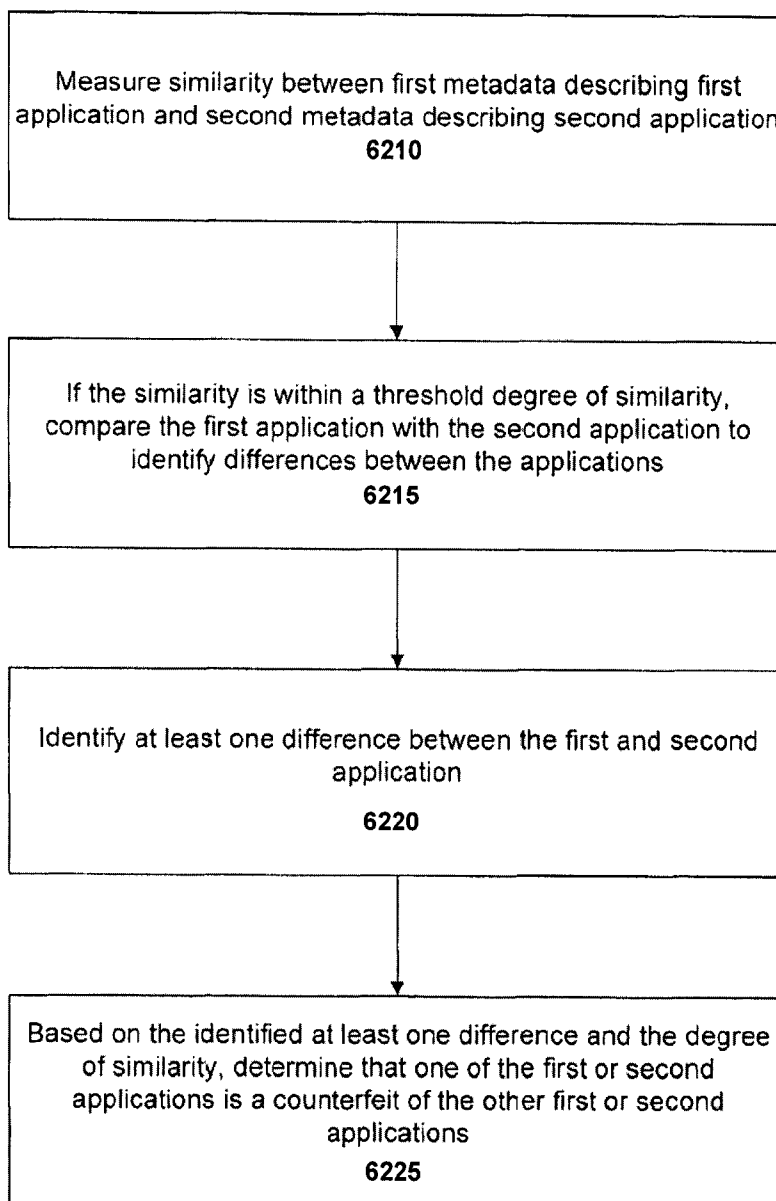 Measure similarity between first metadata describing first
application and second metadata describing second application
6210
If the similarity is within a threshold degree of similarity,
compare the first application with the second application to
identify differences between the applications
6215
Identify at least one difference between the first and second
application
6220
Based on the identified at least one difference and the degree
of similarity, determine that one of the first or second
applications is a counterfeit of the other first or second
applications
6225